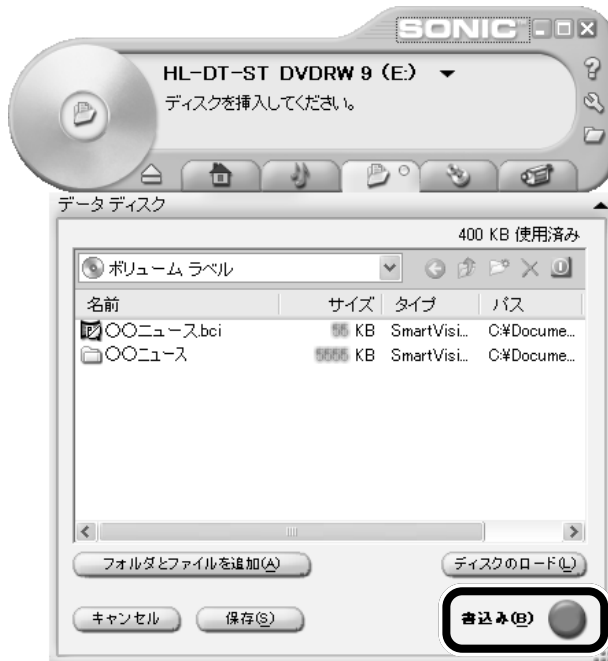 SONIC
HL-DT-ST DVDRW 9 (E:)
ディスクを挿入してください。
データ ディスク
400 KB 使用済み
ボリューム ラベル
名前 サイズ タイプ パス
〇〇ニュース.bci KB SmartVisi... C:¥Docume...
〇〇ニュース KB SmartVisi... C:¥Docume...
フォルダとファイルを追加(A) ディスクのロード(L)
キャンセル 保存(S) 書込み(B)